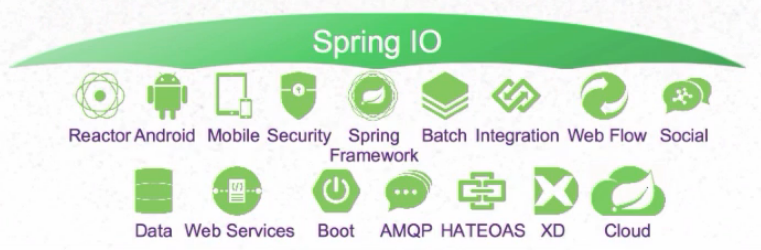 Spring IO
Reactor Android Mobile Security Spring Framework Batch Integration Web Flow Social
Data Web Services Boot AMQP HATEOAS XD Cloud